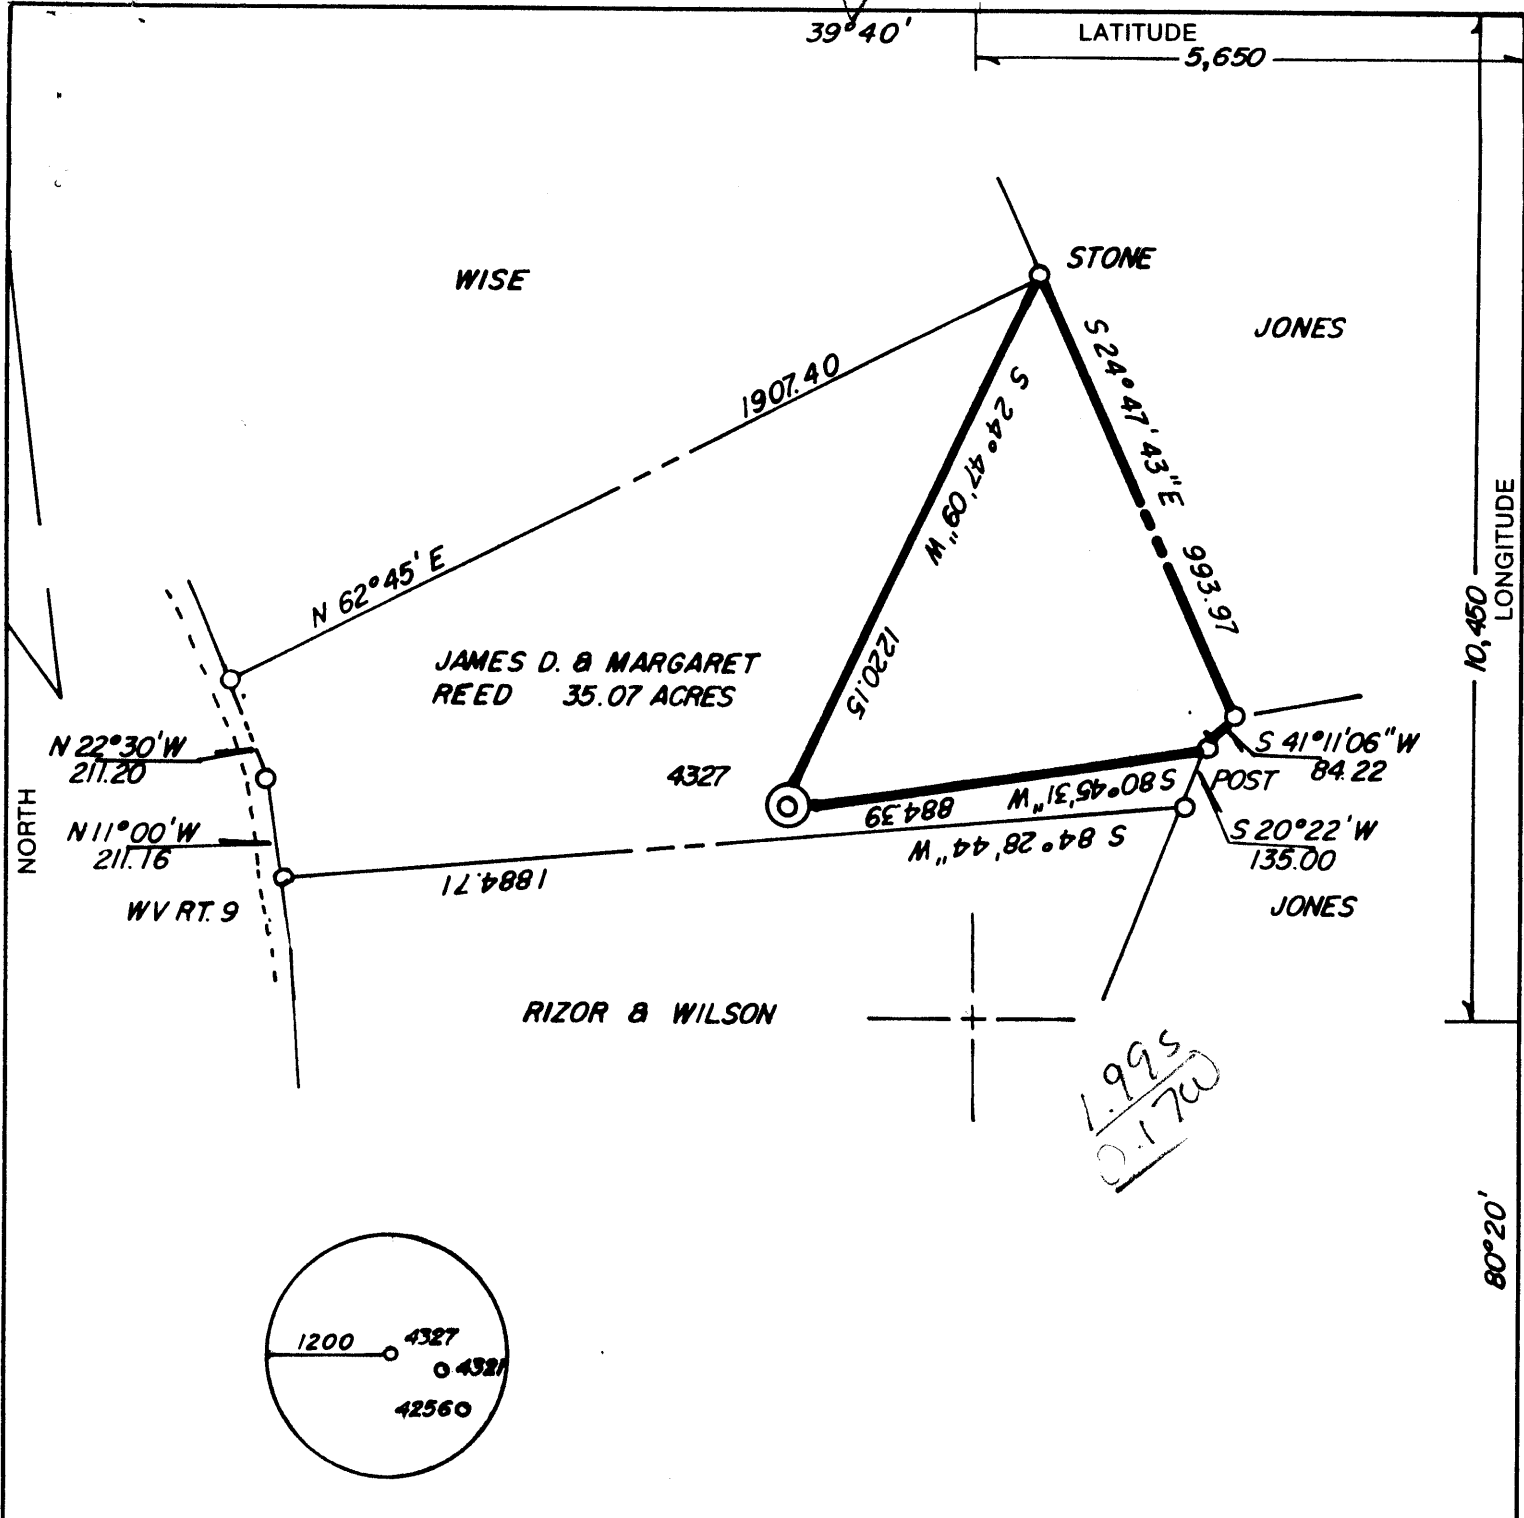 39°40'
LATITUDE
5,650
STONE
WISE
JONES
S 24°47'43"E
993.97
1907.40
N 62°45'E
S 24°47'09"W
1220.15
LONGITUDE
10,450
JAMES D. & MARGARET
REED 35.07 ACRES
N 22°30'W
211.20
4327
S 41°11'06"W
84.22
POST
S 80°45'31"W
884.39
NORTH
N 11°00'W
211.16
S 20°22'W
135.00
S 84°28'44"W
1884.71
WV RT. 9
JONES
RIZOR & WILSON
1.99S
0.17W
80°20'
1200
4327
4321
4256